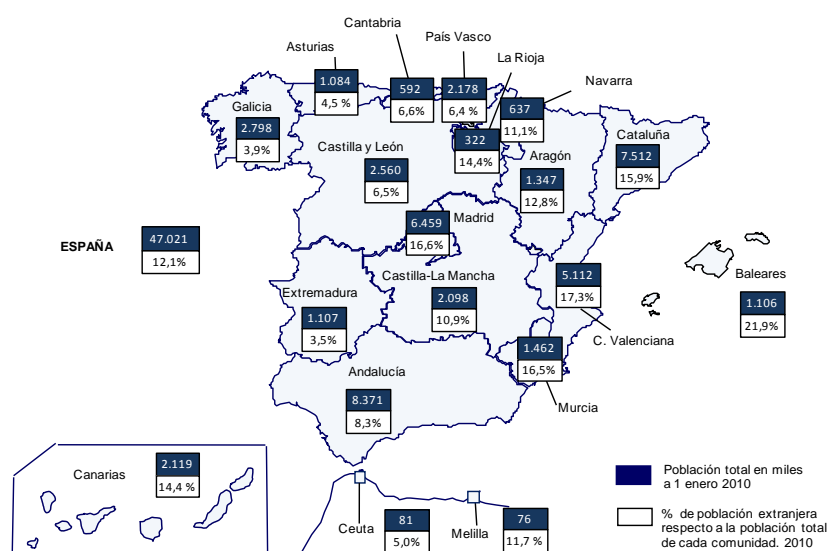 Cantabria
Asturias
País Vasco
La Rioja
Navarra
1.084
4,5 %
592
6,6%
2.178
6,4 %
637
11,1%
Galicia
2.798
3,9%
322
14,4%
Castilla y León
2.560
6,5%
Aragón
1.347
12,8%
Cataluña
7.512
15,9%
Madrid
6.459
16,6%
ESPAÑA
47.021
12,1%
Castilla-La Mancha
2.098
10,9%
Extremadura
1.107
3,5%
5.112
17,3%
C. Valenciana
Baleares
1.106
21,9%
1.462
16,5%
Murcia
Andalucía
8.371
8,3%
Canarias
2.119
14,4 %
Ceuta
81
5,0%
Melilla
76
11,7 %
Población total en miles
a 1 enero 2010
% de población extranjera
respecto a la población total
de cada comunidad. 2010